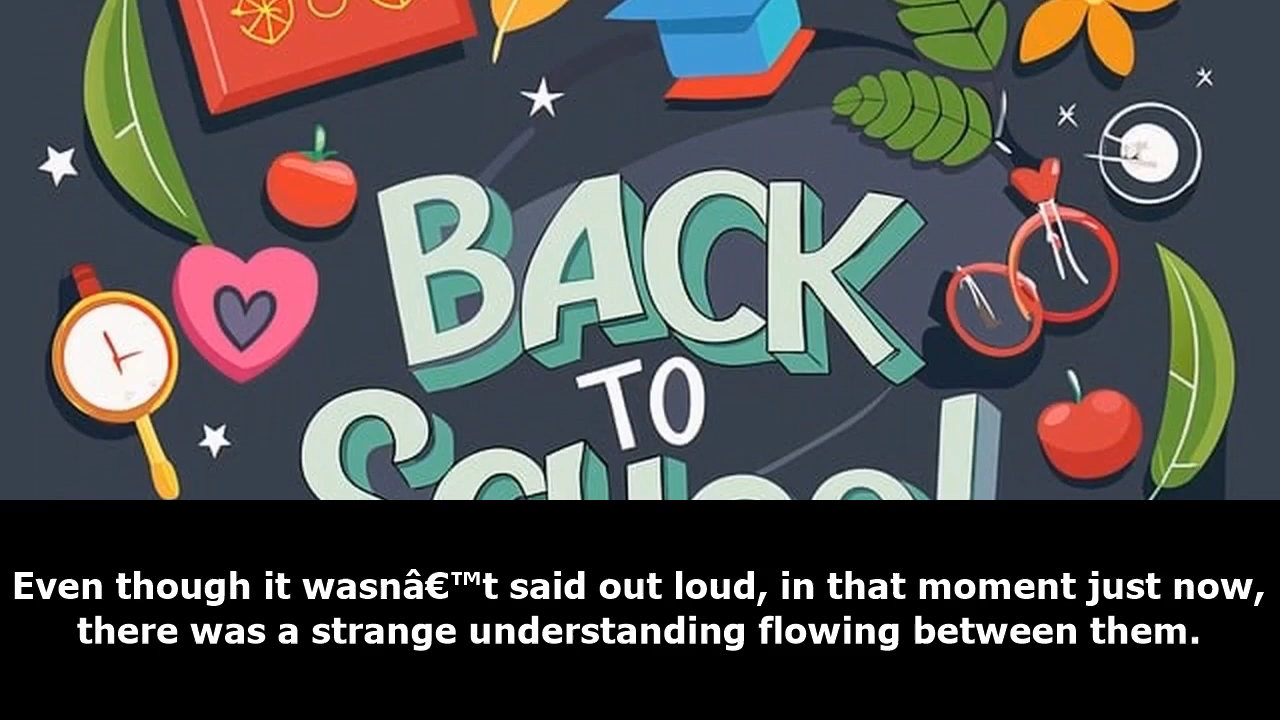 BACK
TO
School
Even though it wasnâ€™t said out loud, in that moment just now,
there was a strange understanding flowing between them.